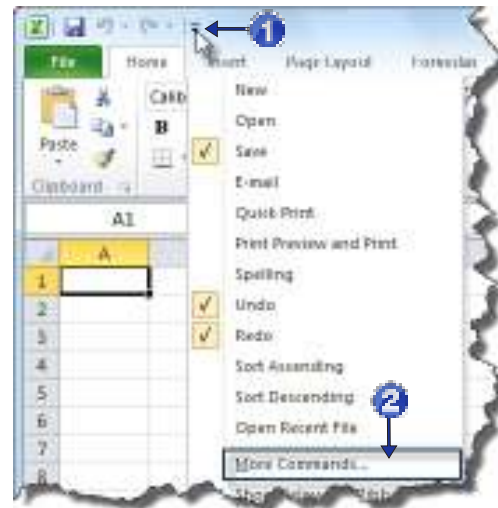 1
File Home Insert Page Layout Formulas
Calib
B
Paste
Clipboard
A1
A
1
2
3
4
5
6
7
8
New
Open
Save
E-mail
Quick Print
Print Preview and Print
Spelling
Undo
Redo
Sort Ascending
Sort Descending
2
Open Recent File
More Commands...